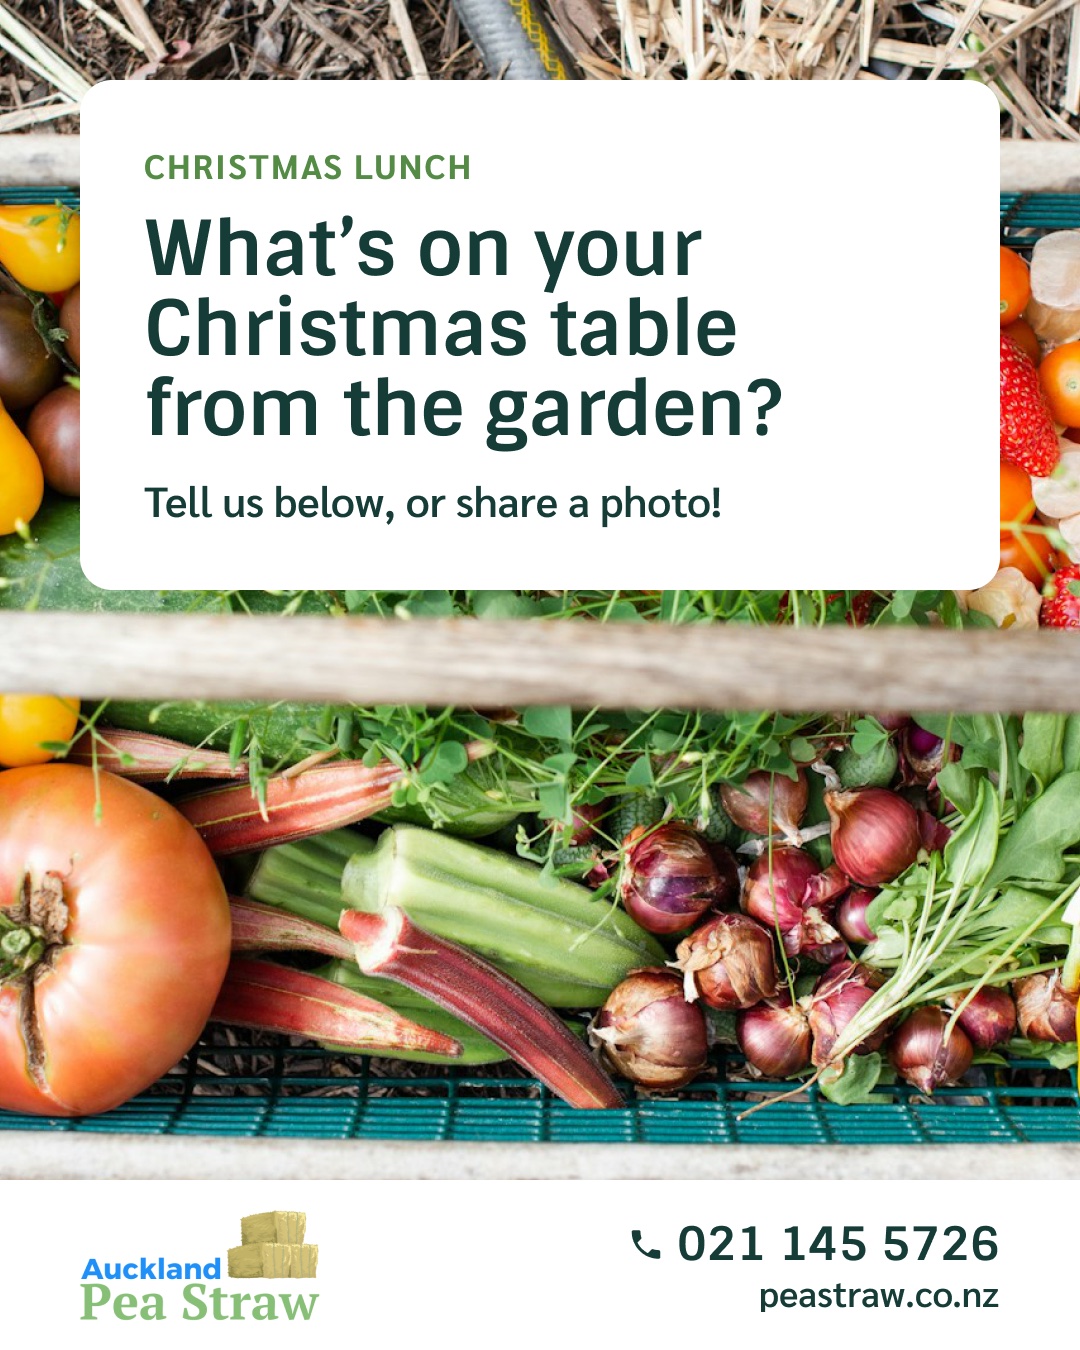 CHRISTMAS LUNCH
What’s on your
Christmas table
from the garden?
Tell us below, or share a photo!
Auckland
Pea Straw
021 145 5726
peastraw.co.nz